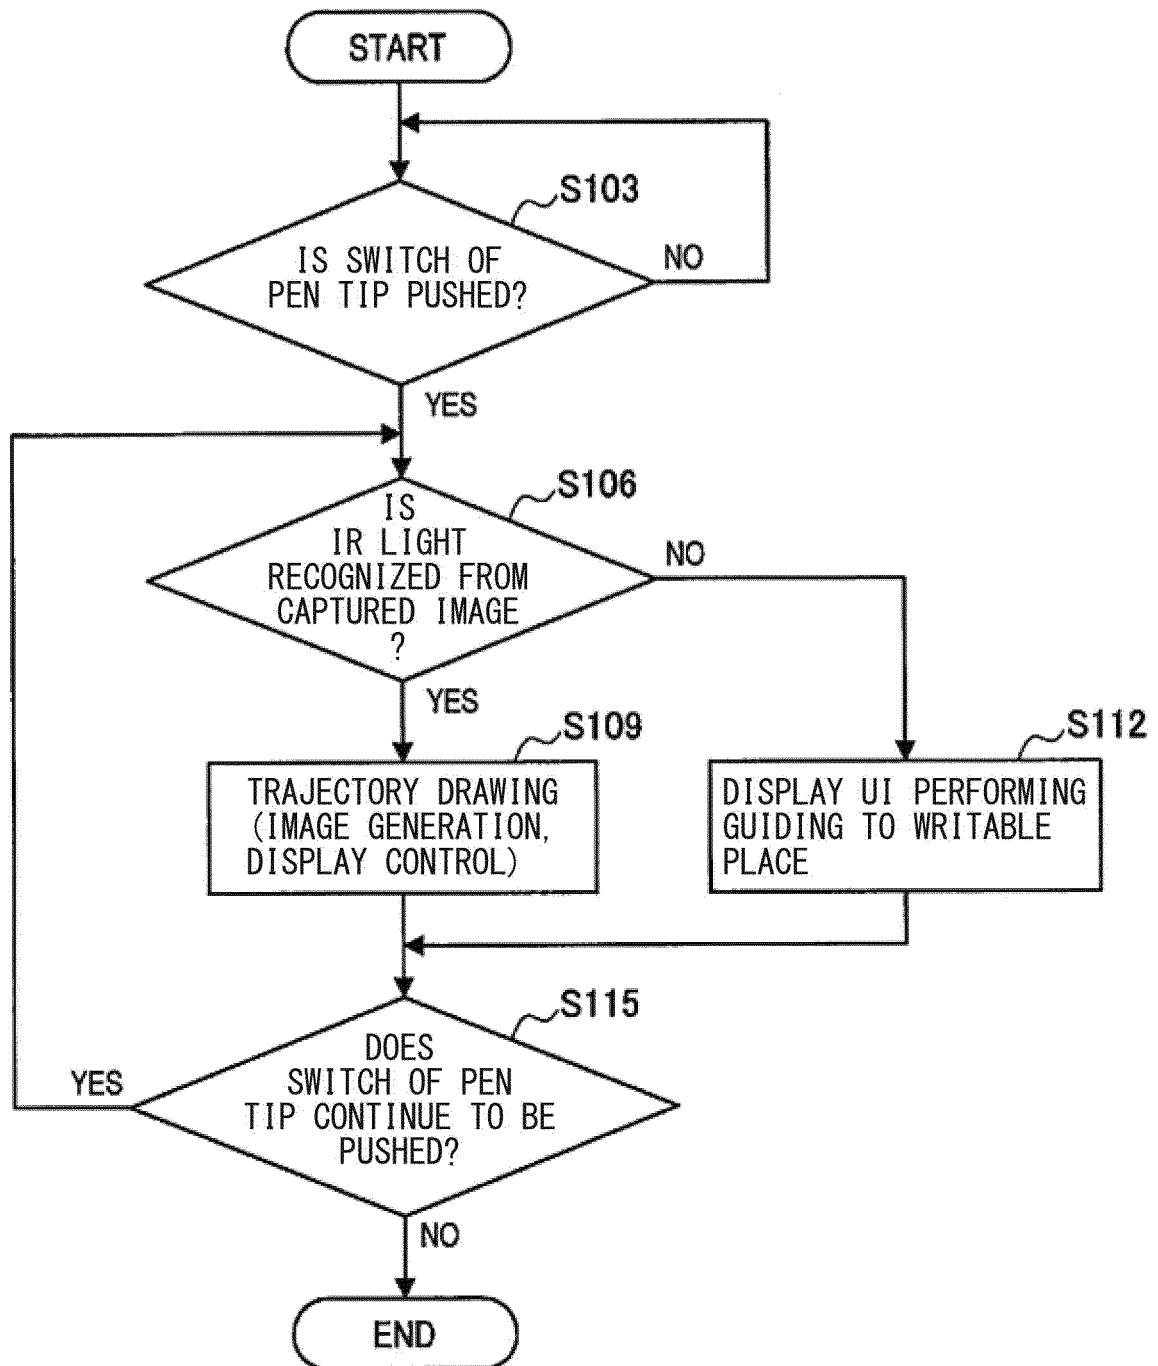 START
S103
IS SWITCH OF
PEN TIP PUSHED?
NO
YES
S106
IS
IR LIGHT
RECOGNIZED FROM
CAPTURED IMAGE
?
NO
YES
S109
TRAJECTORY DRAWING
(IMAGE GENERATION,
DISPLAY CONTROL)
S112
DISPLAY UI PERFORMING
GUIDING TO WRITABLE
PLACE
S115
DOES
SWITCH OF PEN
TIP CONTINUE TO BE
PUSHED?
YES
NO
END